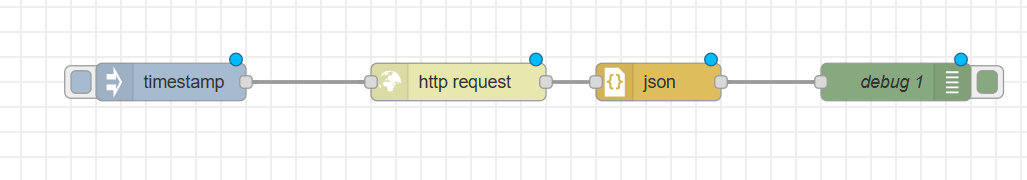 timestamp
http request
json
debug 1